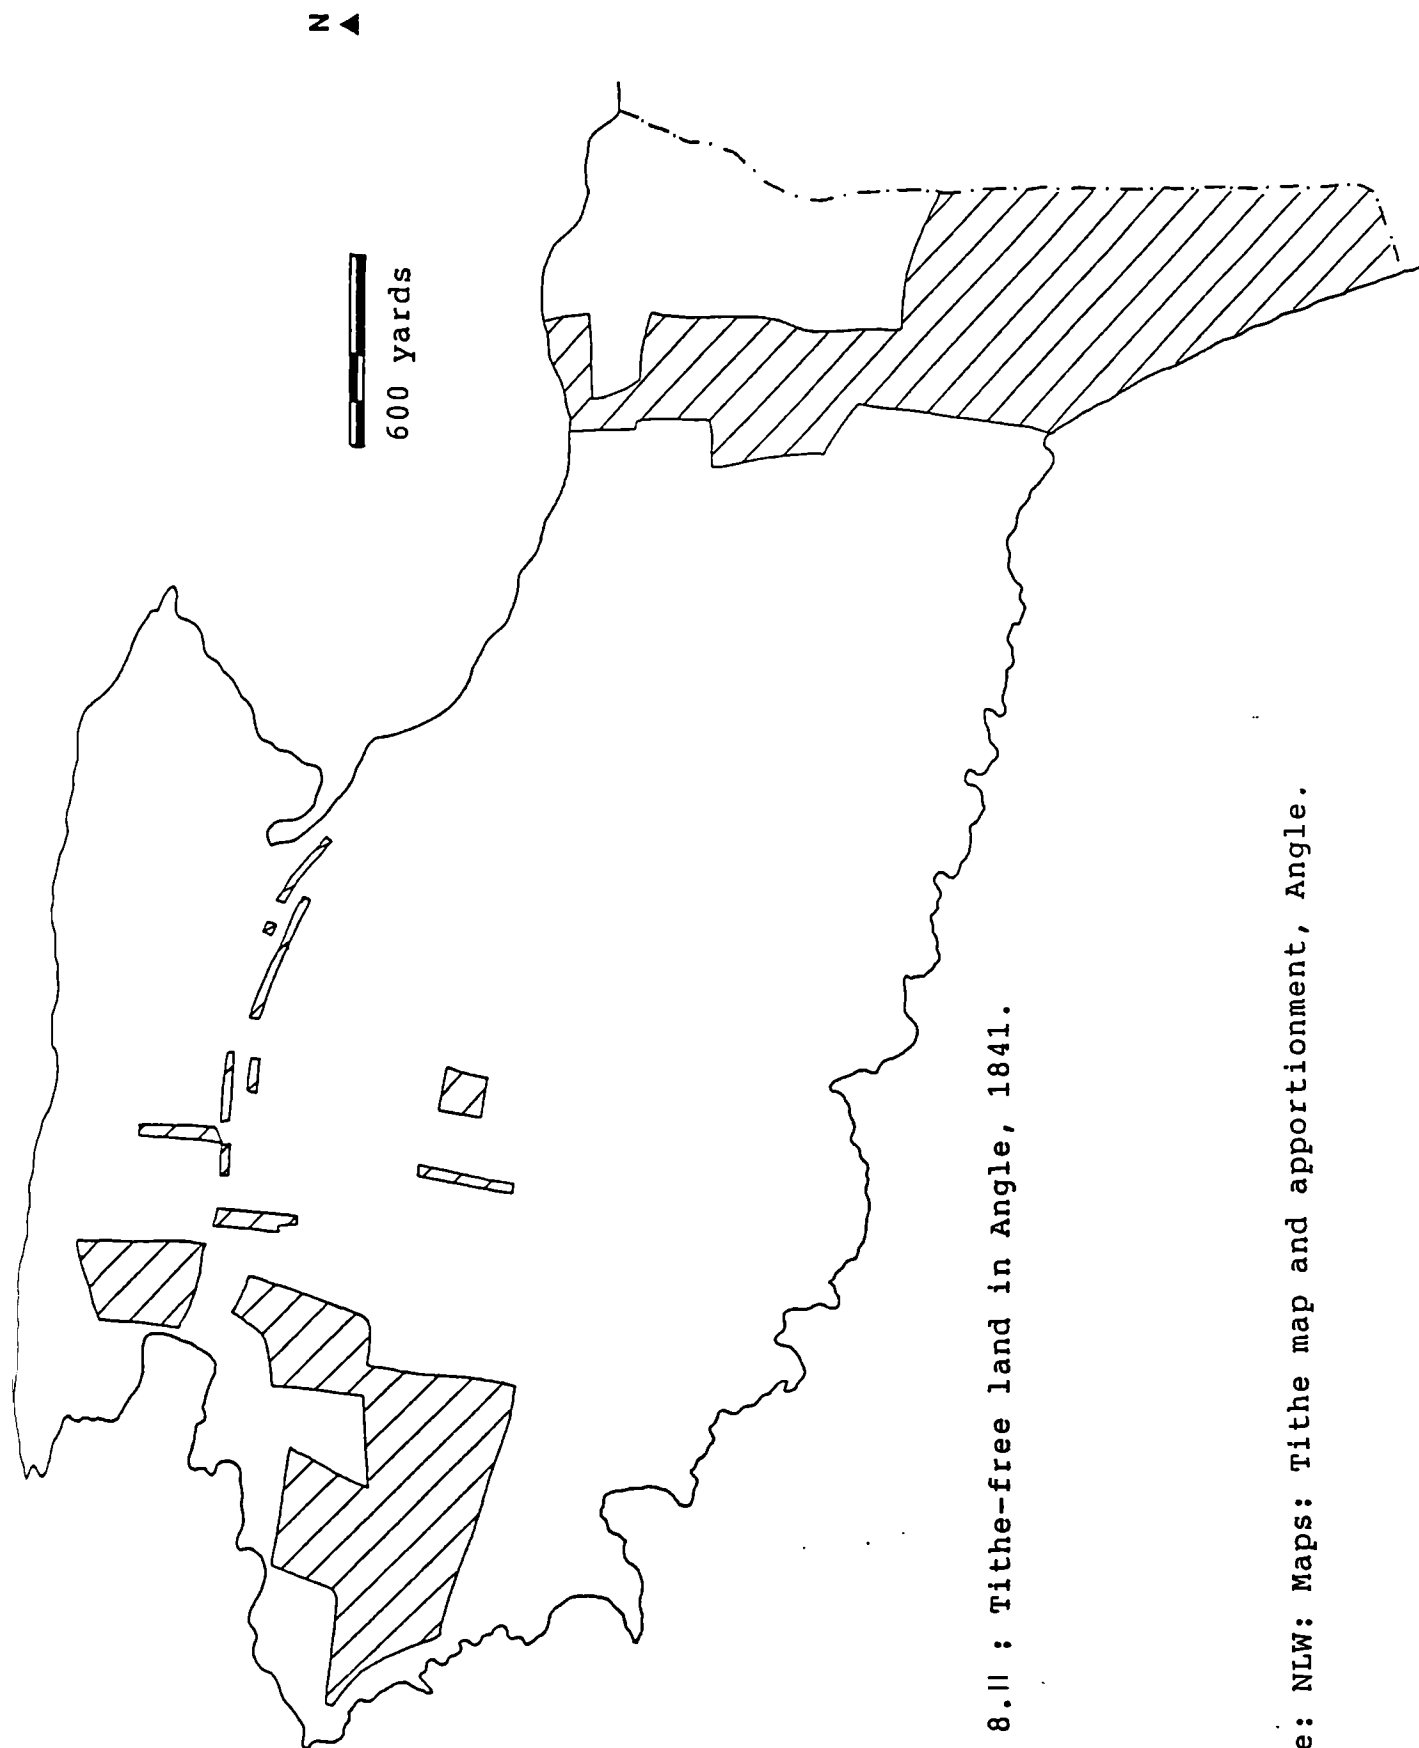 N
600 yards
8.11 : Tithe-free land in Angle, 1841.
e: NLW: Maps: Tithe map and apportionment, Angle.